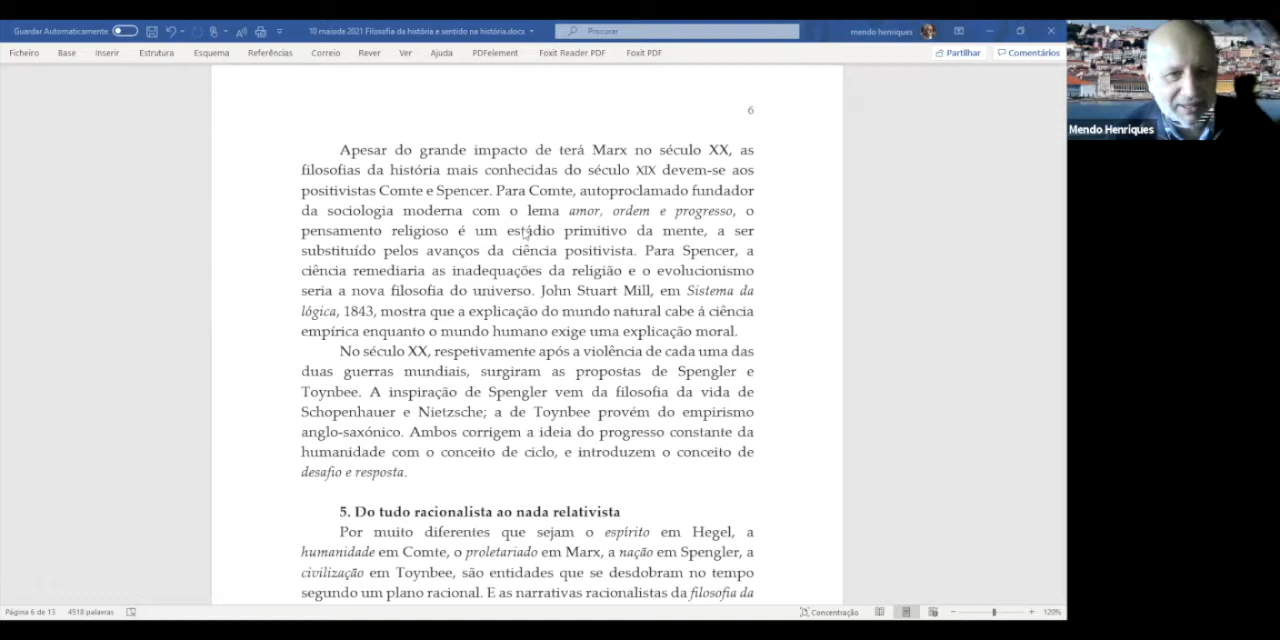 Guardar Automaticamente
10 maiode 2021 Filosofia da história e sentido na história.docx
Procurar
mendo henriques
Ficheiro Base Inserir Estrutura Esquema Referências Correio Rever Ver Ajuda PDFelement Foxit Reader PDF Foxit PDF
Partilhar Comentários
Mendo Henriques
6
Apesar do grande impacto de terá Marx no século XX, as
filosofias da história mais conhecidas do século XIX devem-se aos
positivistas Comte e Spencer. Para Comte, autoproclamado fundador
da sociologia moderna com o lema amor, ordem e progresso, o
pensamento religioso é um estádio primitivo da mente, a ser
substituído pelos avanços da ciência positivista. Para Spencer, a
ciência remediaria as inadequações da religião e o evolucionismo
seria a nova filosofia do universo. John Stuart Mill, em Sistema da
lógica, 1843, mostra que a explicação do mundo natural cabe á ciência
empírica enquanto o mundo humano exige uma explicação moral.
No século XX, respetivamente após a violência de cada uma das
duas guerras mundiais, surgiram as propostas de Spengler e
Toynbee. A inspiração de Spengler vem da filosofia da vida de
Schopenhauer e Nietzsche; a de Toynbee provém do empirismo
anglo-saxónico. Ambos corrigem a ideia do progresso constante da
humanidade com o conceito de ciclo, e introduzem o conceito de
desafio e resposta.
5. Do tudo racionalista ao nada relativista
Por muito diferentes que sejam o espírito em Hegel, a
humanidade em Comte, o proletariado em Marx, a nação em Spengler, a
civilização em Toynbee, são entidades que se desdobram no tempo
segundo um plano racional. E as narrativas racionalistas da filosofia da
Página 6 de 13 4518 palavras
Concentração
120%